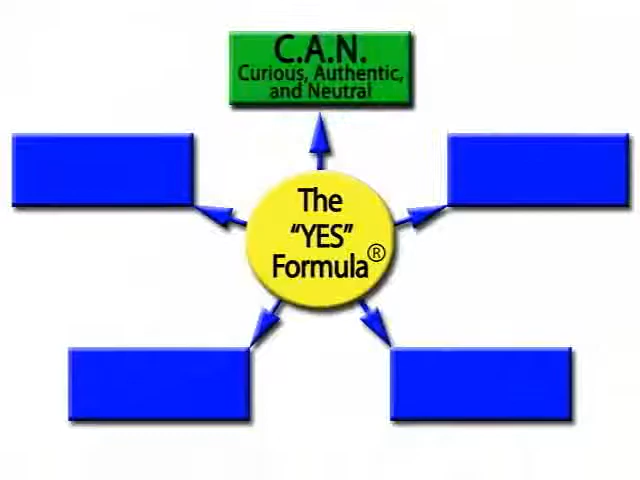 C.A.N.
Curious, Authentic,
and Neutral
The
“YES”
Formula®